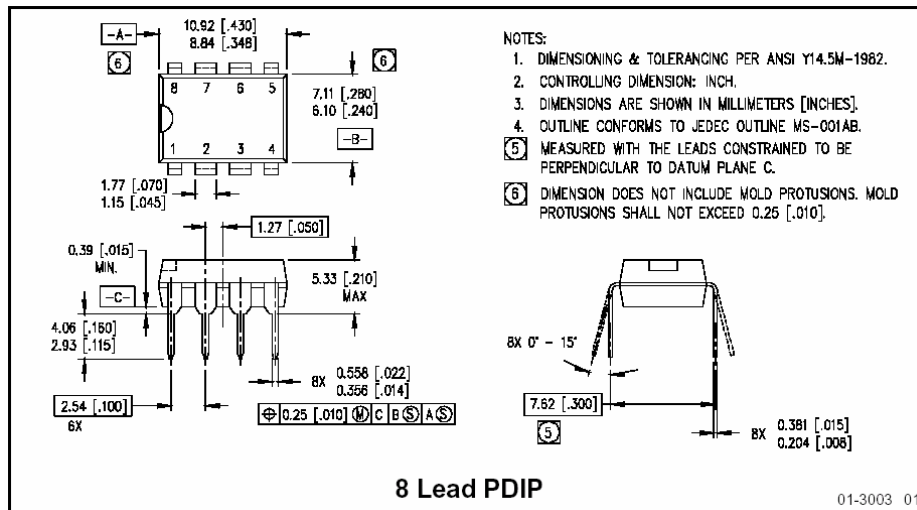 -A-
10.92 [.430]
8.84 [.348]
6
6
8 7 6 5
1 2 3 4
7.11 [.280]
6.10 [.240]
-B-
1.77 [.070]
1.15 [.045]
1.27 [.050]
0.39 [.015]
MIN.
-C-
5.33 [.210]
MAX
4.06 [.160]
2.93 [.115]
2.54 [.100]
6X
8X 0.558 [.022]
0.356 [.014]
⌖ 0.25 [.010] Ⓜ C B Ⓢ A Ⓢ
NOTES:
1. DIMENSIONING & TOLERANCING PER ANSI Y14.5M-1982.
2. CONTROLLING DIMENSION: INCH.
3. DIMENSIONS ARE SHOWN IN MILLIMETERS [INCHES].
4. OUTLINE CONFORMS TO JEDEC OUTLINE MS-001AB.
5 MEASURED WITH THE LEADS CONSTRAINED TO BE
PERPENDICULAR TO DATUM PLANE C.
6 DIMENSION DOES NOT INCLUDE MOLD PROTUSIONS. MOLD
PROTUSIONS SHALL NOT EXCEED 0.25 [.010].
8X 0° - 15°
7.62 [.300]
5
8X 0.381 [.015]
0.204 [.008]
8 Lead PDIP
01-3003 01